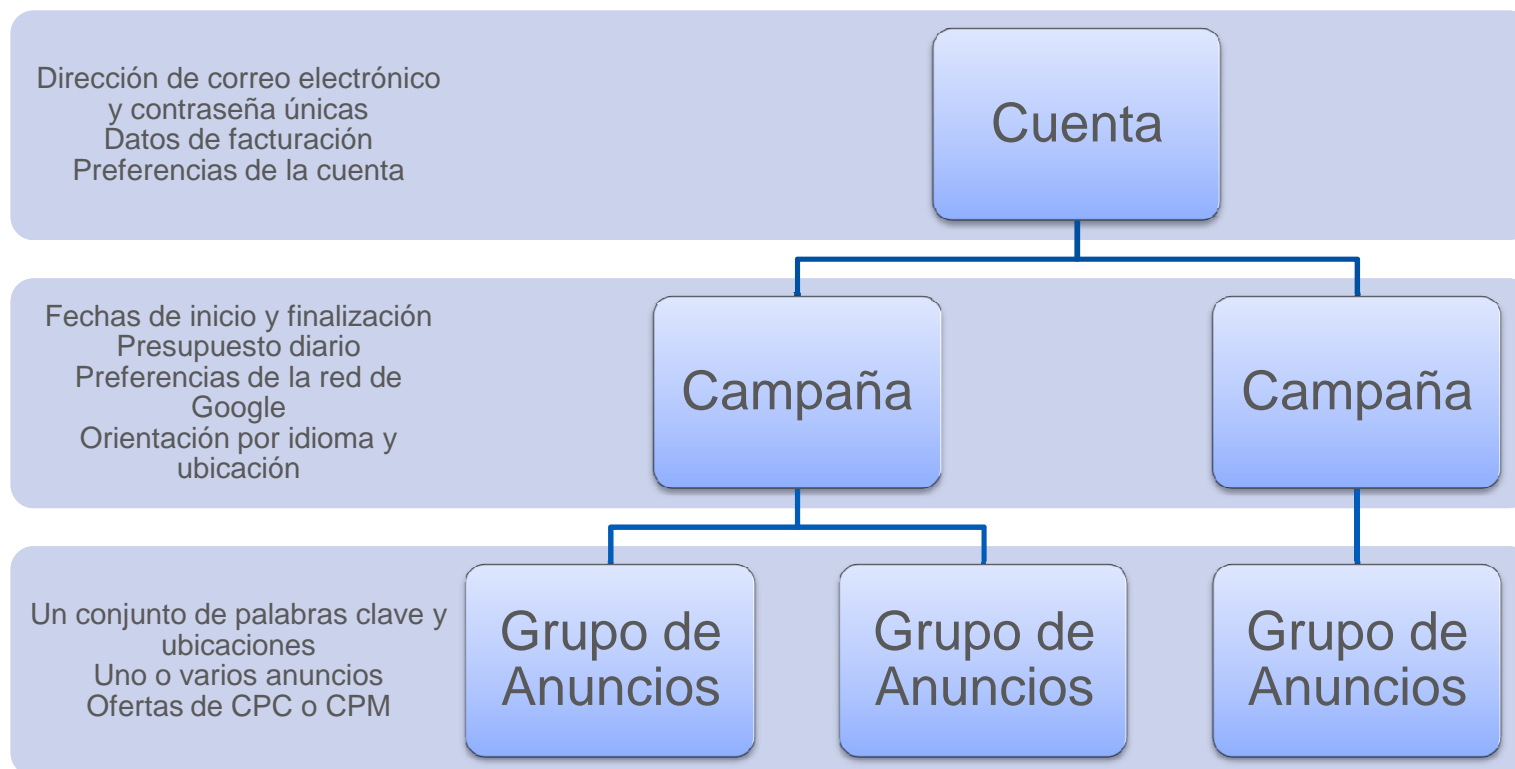 Dirección de correo electrónico
y contraseña únicas
Datos de facturación
Preferencias de la cuenta
Cuenta
Fechas de inicio y finalización
Presupuesto diario
Preferencias de la red de
Google
Orientación por idioma y
ubicación
Campaña
Campaña
Un conjunto de palabras clave y
ubicaciones
Uno o varios anuncios
Ofertas de CPC o CPM
Grupo de
Anuncios
Grupo de
Anuncios
Grupo de
Anuncios